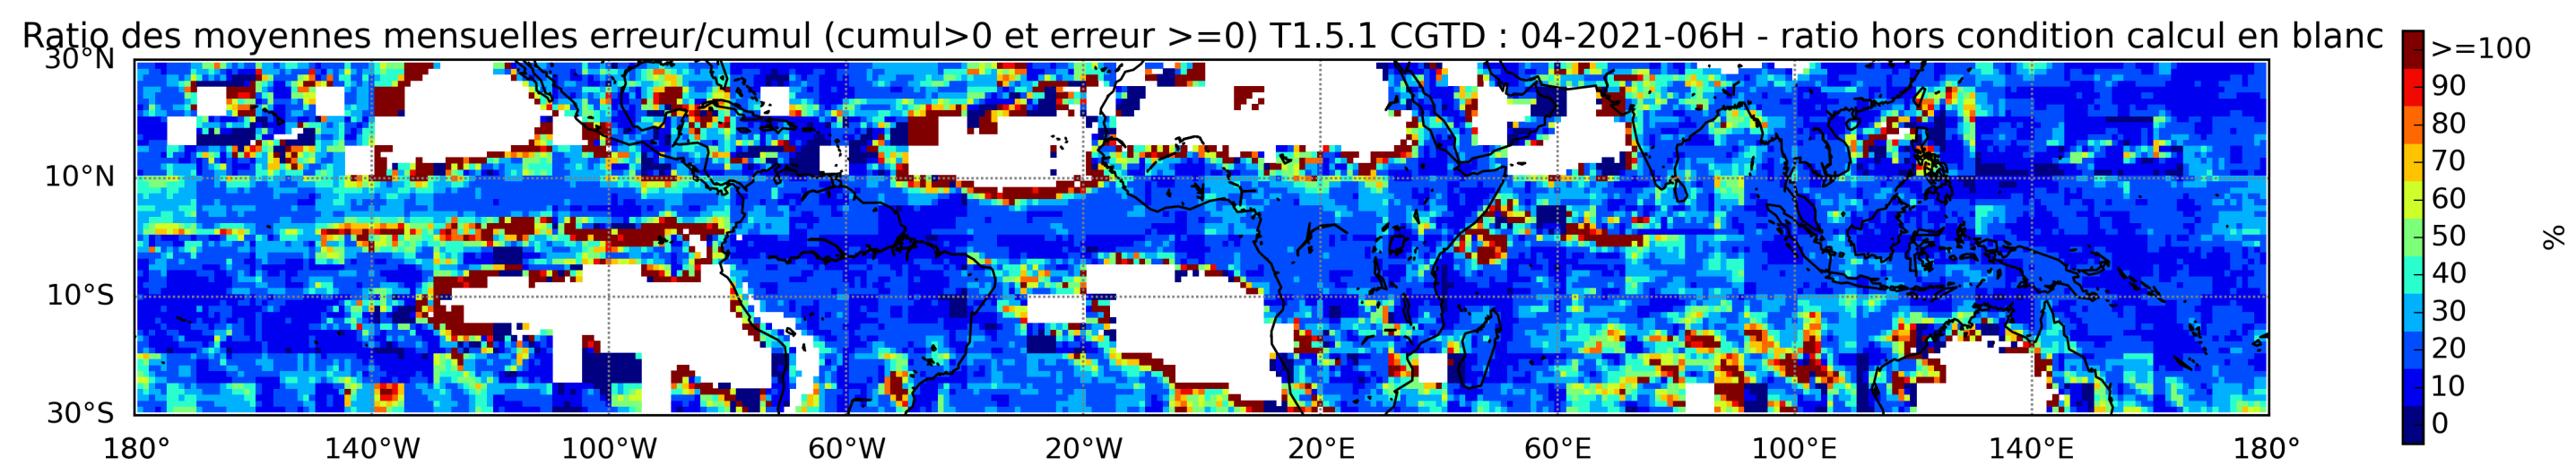 Ratio des moyennes mensuelles erreur/cumul (cumul>0 et erreur >=0) T1.5.1 CGTD : 04-2021-06H - ratio hors condition calcul en blanc
30°N
10°N
10°S
30°S
180° 140°W 100°W 60°W 20°W 20°E 60°E 100°E 140°E 180°
>=100
90
80
70
60
50
40
30
20
10
0
%